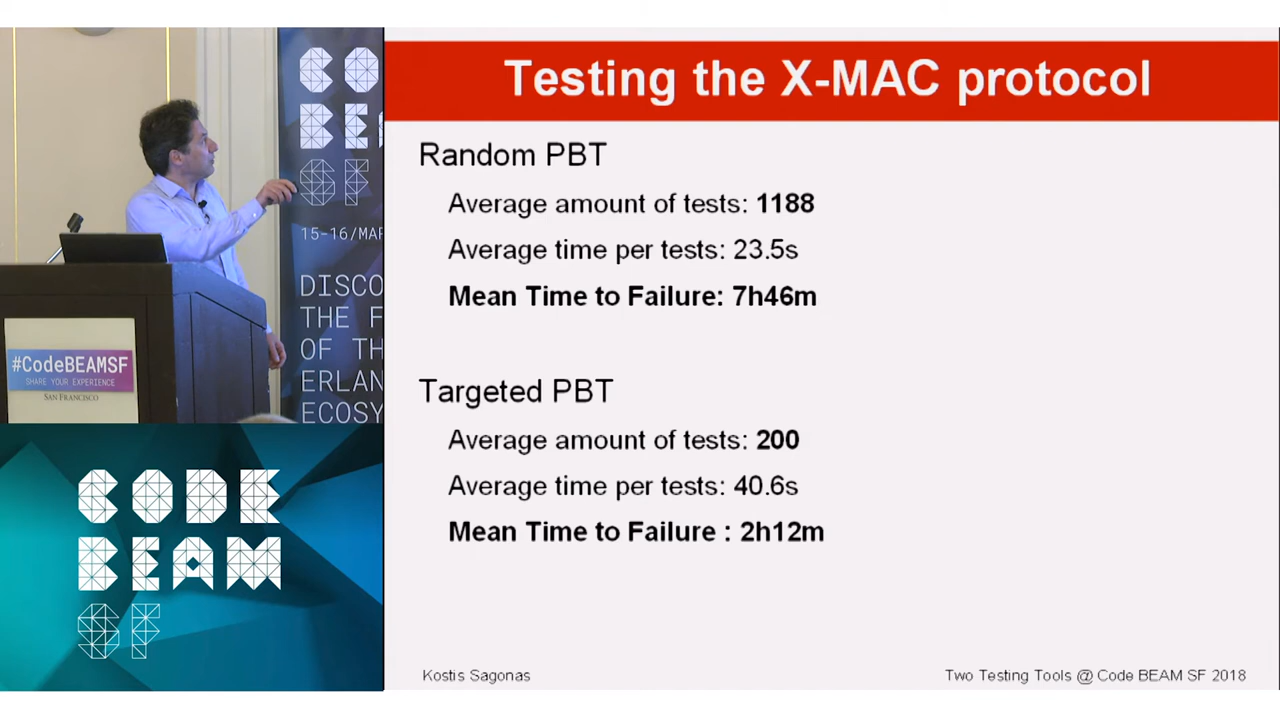 CO
BEA
SF
15-16/MAR
DISCO
THE F
OF TH
ERLAN
ECOSY
#CodeBEAMSF
SHARE YOUR EXPERIENCE
SAN FRANCISCO
CODE
BEAM
SF
Testing the X-MAC protocol
Random PBT
Average amount of tests: 1188
Average time per tests: 23.5s
Mean Time to Failure: 7h46m
Targeted PBT
Average amount of tests: 200
Average time per tests: 40.6s
Mean Time to Failure : 2h12m
Kostis Sagonas
Two Testing Tools @ Code BEAM SF 2018